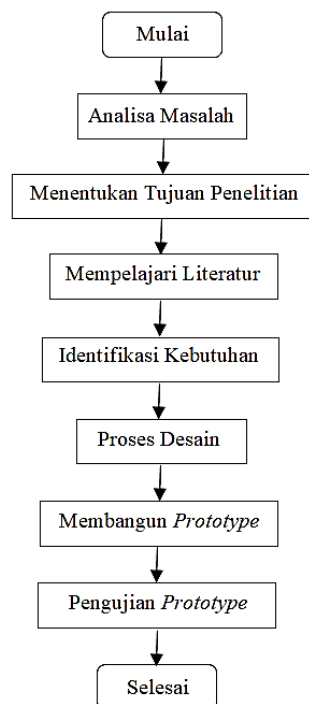 Mulai
Analisa Masalah
Menentukan Tujuan Penelitian
Mempelajari Literatur
Identifikasi Kebutuhan
Proses Desain
Membangun Prototype
Pengujian Prototype
Selesai